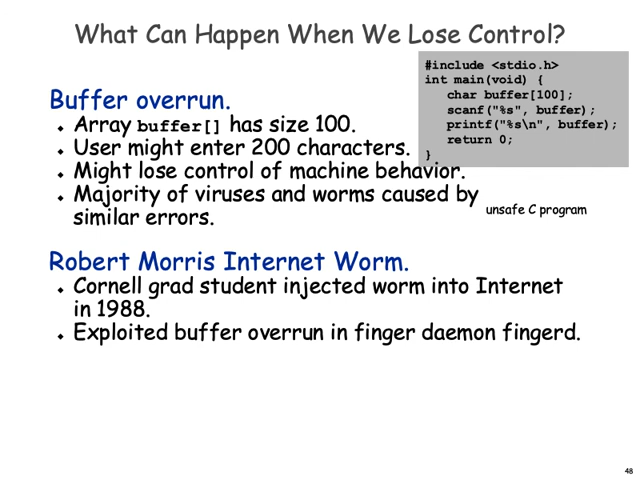 What Can Happen When We Lose Control?
#include <stdio.h>
int main(void) {
char buffer[100];
scanf("%s", buffer);
printf("%s\n", buffer);
return 0;
}
unsafe C program
Buffer overrun.
Array buffer[] has size 100.
User might enter 200 characters.
Might lose control of machine behavior.
Majority of viruses and worms caused by
similar errors.
Robert Morris Internet Worm.
Cornell grad student injected worm into Internet
in 1988.
Exploited buffer overrun in finger daemon fingerd.
48